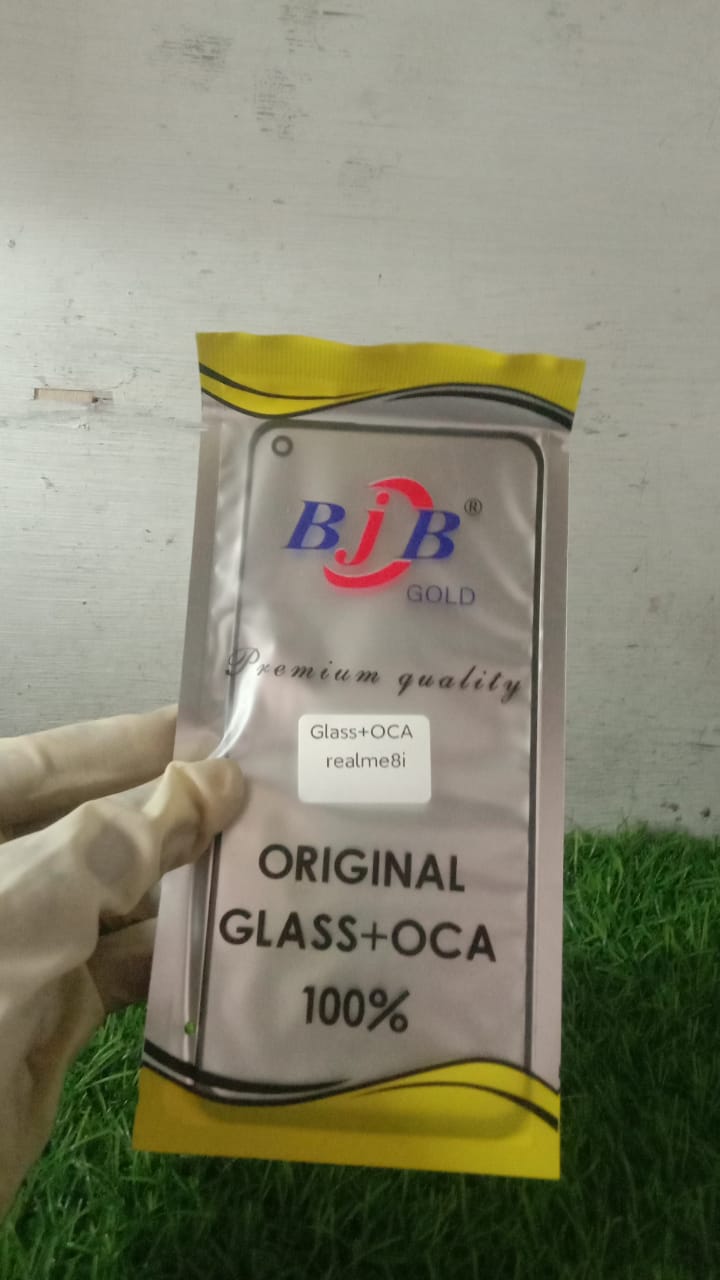 BjB®
GOLD
Premium quality
Glass+OCA
realme8i
ORIGINAL
GLASS+OCA
100%